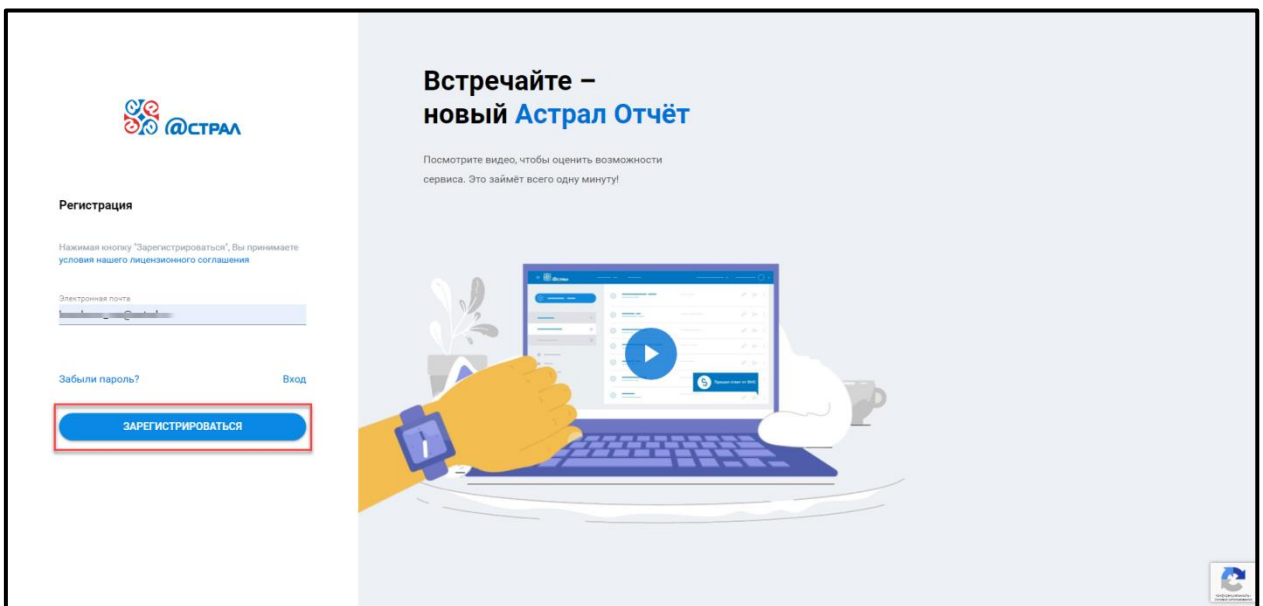 @СТРАЛ
Регистрация
Нажимая кнопку "Зарегистрироваться", Вы принимаете
условия нашего лицензионного соглашения
Электронная почта
Забыли пароль?
Вход
ЗАРЕГИСТРИРОВАТЬСЯ
Встречайте –
новый Астрал Отчёт
Посмотрите видео, чтобы оценить возможности
сервиса. Это займёт всего одну минуту!